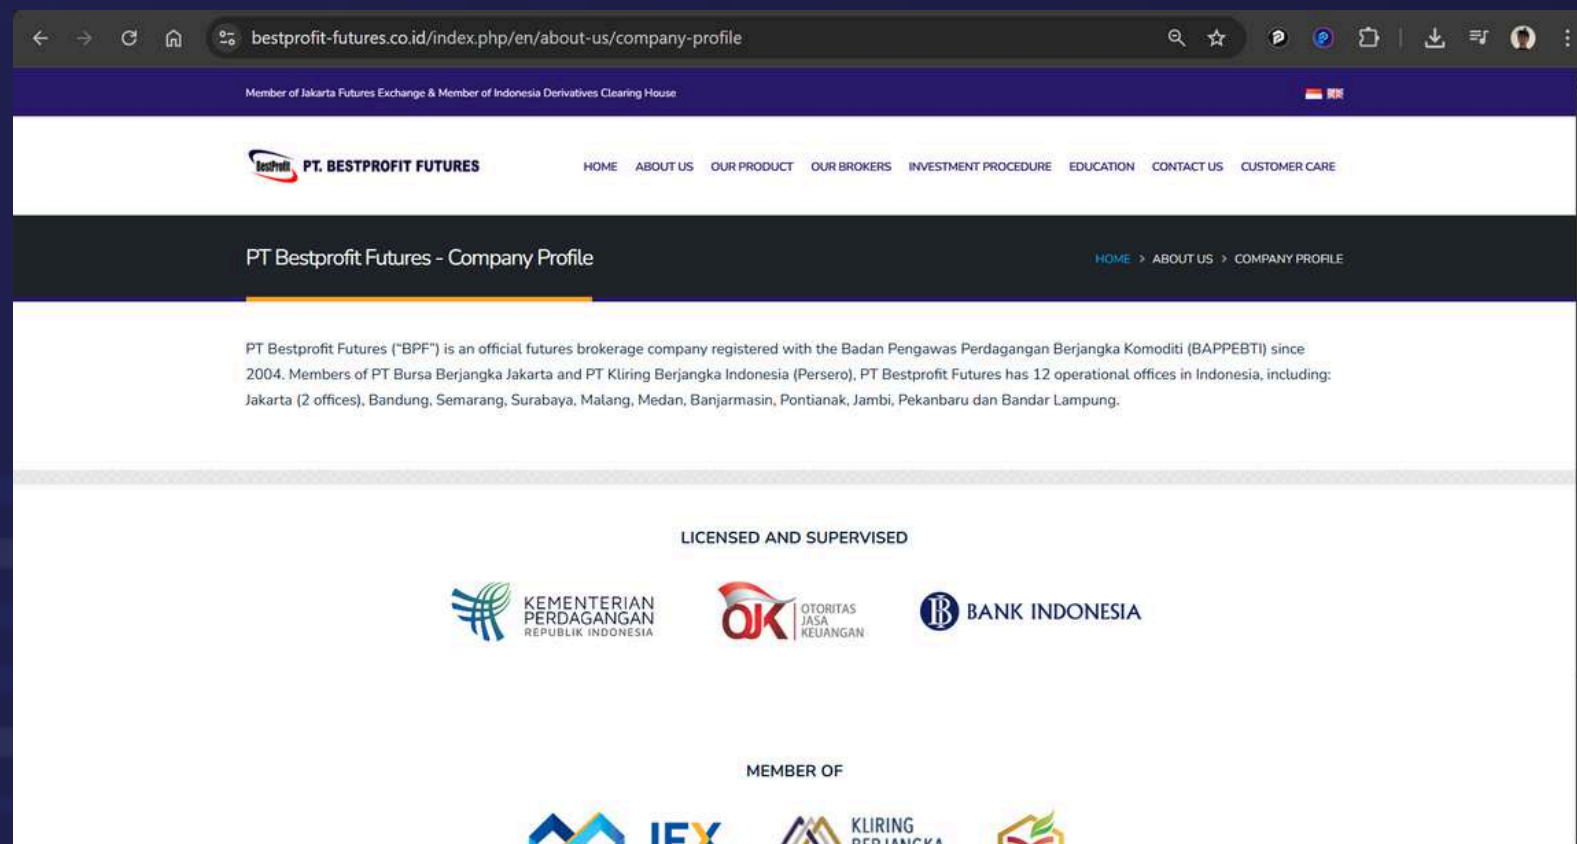 bestprofit-futures.co.id/index.php/en/about-us/company-profile
Member of Jakarta Futures Exchange & Member of Indonesia Derivatives Clearing House
BestProfit PT. BESTPROFIT FUTURES
HOME ABOUT US OUR PRODUCT OUR BROKERS INVESTMENT PROCEDURE EDUCATION CONTACT US CUSTOMER CARE
PT Bestprofit Futures - Company Profile
HOME > ABOUT US > COMPANY PROFILE
PT Bestprofit Futures (“BPF”) is an official futures brokerage company registered with the Badan Pengawas Perdagangan Berjangka Komoditi (BAPPEBTI) since
2004. Members of PT Bursa Berjangka Jakarta and PT Kliring Berjangka Indonesia (Persero), PT Bestprofit Futures has 12 operational offices in Indonesia, including:
Jakarta (2 offices), Bandung, Semarang, Surabaya, Malang, Medan, Banjarmasin, Pontianak, Jambi, Pekanbaru dan Bandar Lampung.
LICENSED AND SUPERVISED
KEMENTERIAN
PERDAGANGAN
REPUBLIK INDONESIA
OJK
OTORITAS
JASA
KEUANGAN
BANK INDONESIA
MEMBER OF
KLIRING
BERJANGKA